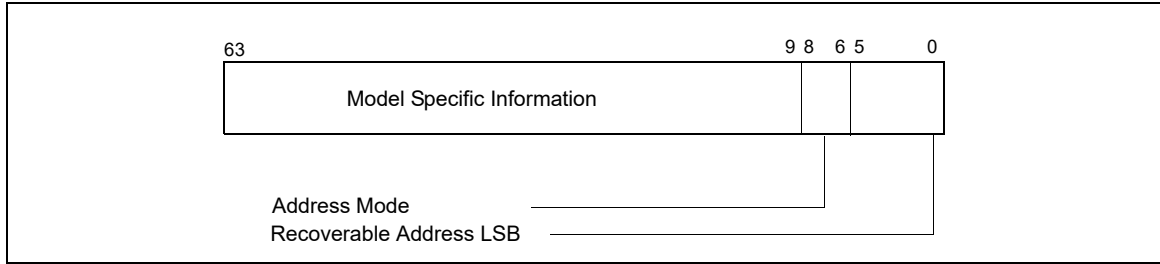 63 9 8 6 5 0
Model Specific Information
Address Mode
Recoverable Address LSB